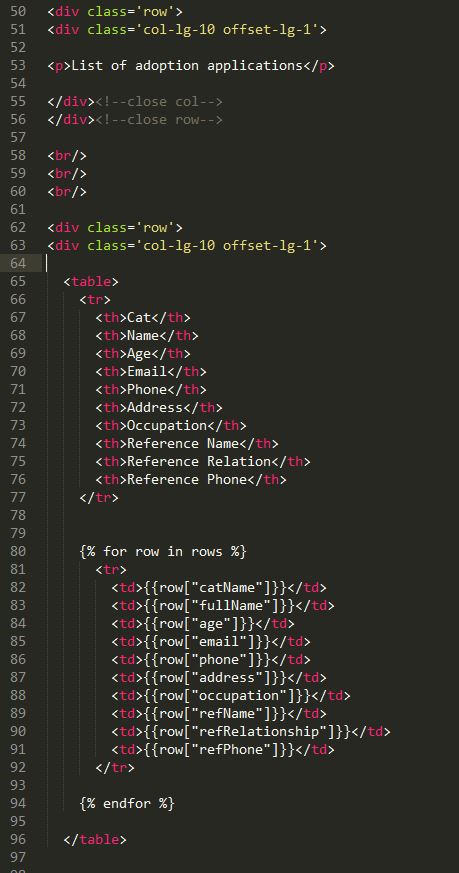 50 <div class='row'>
51 <div class='col-lg-10 offset-lg-1'>
52
53 <p>List of adoption applications</p>
54
55 </div><!--close col-->
56 </div><!--close row-->
57
58 <br/>
59 <br/>
60 <br/>
61
62 <div class='row'>
63 <div class='col-lg-10 offset-lg-1'>
64
65   <table>
66     <tr>
67       <th>Cat</th>
68       <th>Name</th>
69       <th>Age</th>
70       <th>Email</th>
71       <th>Phone</th>
72       <th>Address</th>
73       <th>Occupation</th>
74       <th>Reference Name</th>
75       <th>Reference Relation</th>
76       <th>Reference Phone</th>
77     </tr>
78
79
80     {% for row in rows %}
81       <tr>
82         <td>{{row["catName"]}}</td>
83         <td>{{row["fullName"]}}</td>
84         <td>{{row["age"]}}</td>
85         <td>{{row["email"]}}</td>
86         <td>{{row["phone"]}}</td>
87         <td>{{row["address"]}}</td>
88         <td>{{row["occupation"]}}</td>
89         <td>{{row["refName"]}}</td>
90         <td>{{row["refRelationship"]}}</td>
91         <td>{{row["refPhone"]}}</td>
92       </tr>
93
94     {% endfor %}
95
96   </table>
97